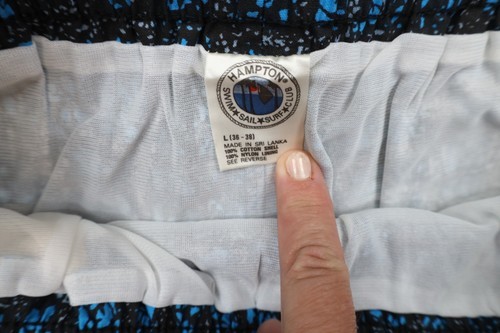 HAMPTON®
SWIM★SAIL★SURF★CLUB
L (36-38)
MADE IN SRI LANKA
100% COTTON SHELL
100% NYLON LINING
SEE REVERSE